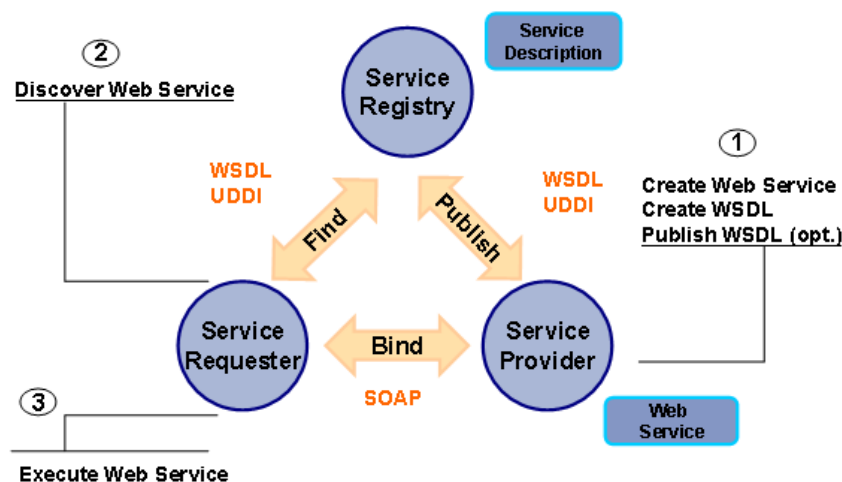 2
Discover Web Service
Service
Registry
Service
Description
1
Create Web Service
Create WSDL
Publish WSDL (opt.)
WSDL
UDDI
WSDL
UDDI
Find
Publish
Service
Requester
Bind
SOAP
Service
Provider
Web
Service
3
Execute Web Service